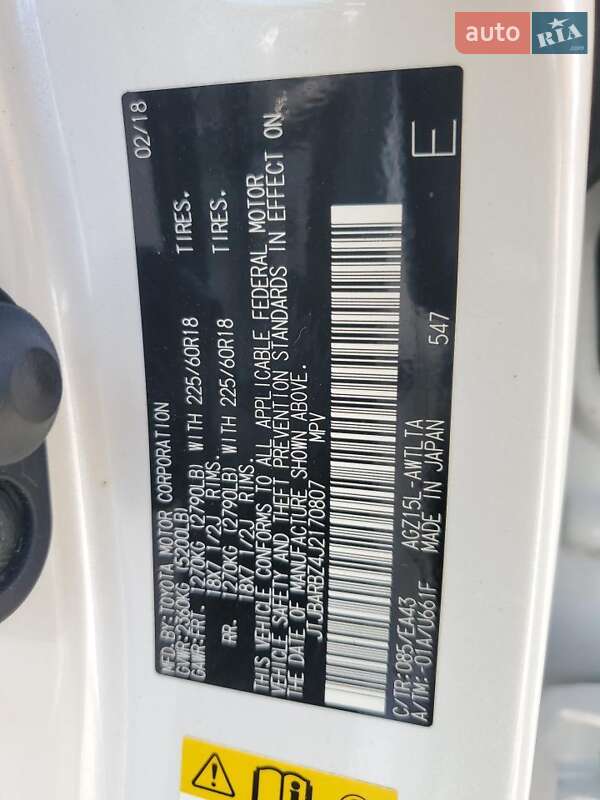 auto RIA.com
MFD. BY: TOYOTA MOTOR CORPORATION 02/18
GVWR: 2360KG (5200LB)
GAWR: FRT. 1270KG (2790LB) WITH 225/60R18 TIRES.
18X7 1/2J RIMS.
RR. 1270KG (2790LB) WITH 225/60R18 TIRES.
18X7 1/2J RIMS.
THIS VEHICLE CONFORMS TO ALL APPLICABLE FEDERAL MOTOR
VEHICLE SAFETY AND THEFT PREVENTION STANDARDS IN EFFECT ON
THE DATE OF MANUFACTURE SHOWN ABOVE.
JTJBARBZ4J2170807 MPV
C/TR: 085/EA43 AGZ15L-AWTLTA
A/TM: -01A/U661F MADE IN JAPAN 547 E